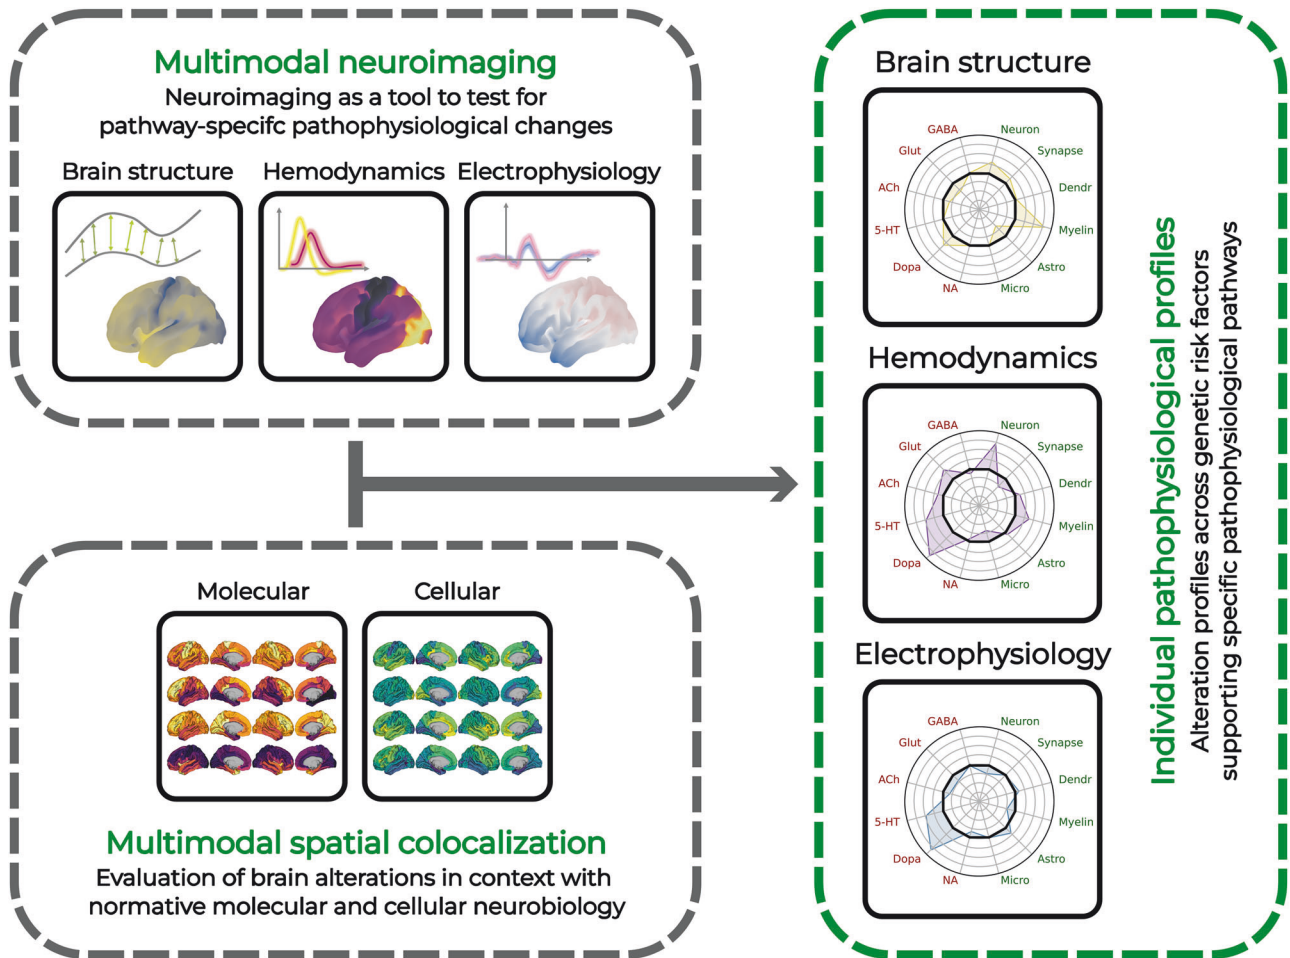 Multimodal neuroimaging
Neuroimaging as a tool to test for
pathway-specifc pathophysiological changes
Brain structure
Hemodynamics
Electrophysiology
Molecular
Cellular
Multimodal spatial colocalization
Evaluation of brain alterations in context with
normative molecular and cellular neurobiology
Brain structure
GABA
Neuron
Glut
Synapse
ACh
Dendr
5-HT
Myelin
Dopa
Astro
NA
Micro
Hemodynamics
GABA
Neuron
Glut
Synapse
ACh
Dendr
5-HT
Myelin
Dopa
Astro
NA
Micro
Electrophysiology
GABA
Neuron
Glut
Synapse
ACh
Dendr
5-HT
Myelin
Dopa
Astro
NA
Micro
Individual pathophysiological profiles
Alteration profiles across genetic risk factors
supporting specific pathophysiological pathways